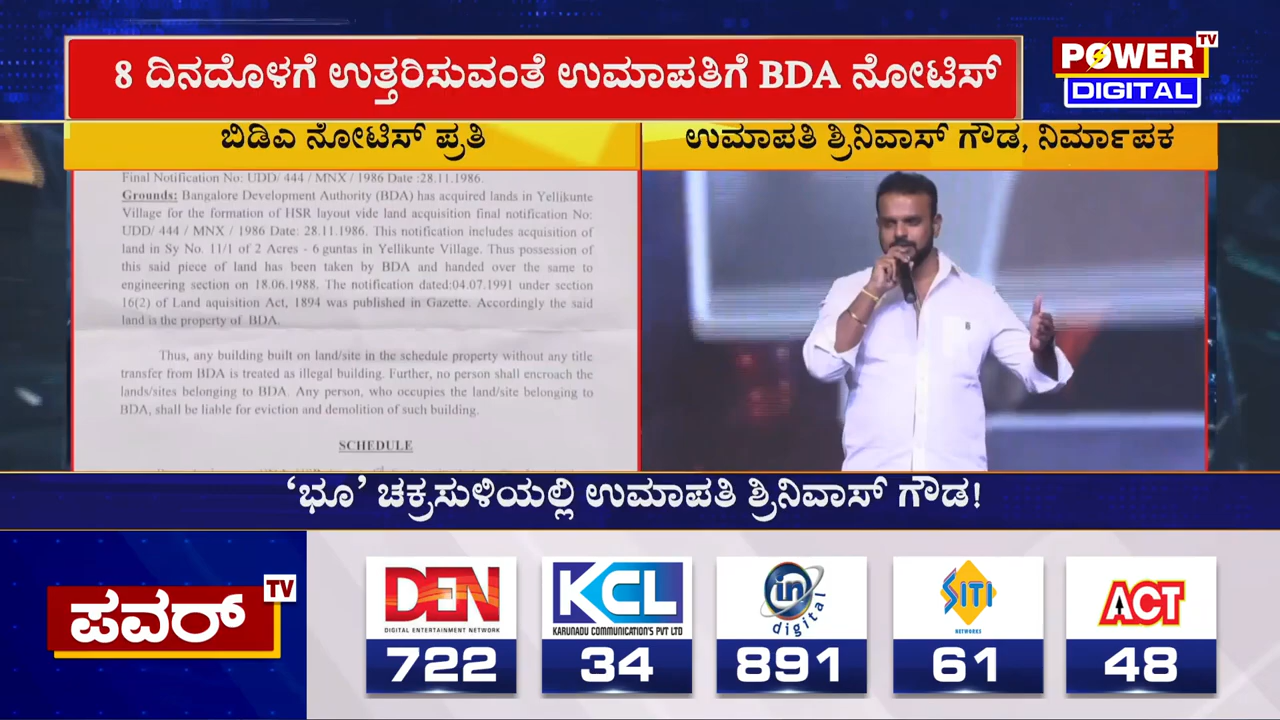 8 ದಿನದೊಳಗೆ ಉತ್ತರಿಸುವಂತೆ ಉಮಾಪತಿಗೆ BDA ನೋಟಿಸ್
POWER TV
DIGITAL
ಬಿಡಿಎ ನೋಟಿಸ್ ಪ್ರತಿ
ಉಮಾಪತಿ ಶ್ರೀನಿವಾಸ್ ಗೌಡ, ನಿರ್ಮಾಪಕ
Final Notification No: UDD/ 444 / MNX / 1986 Date :28.11.1986.
Grounds: Bangalore Development Authority (BDA) has acquired lands in Yellikunte
Village for the formation of HSR layout vide land acquisition final notification No:
UDD/ 444 / MNX / 1986 Date: 28.11.1986. This notification includes acquisition of
land in Sy No. 11/1 of 2 Acres - 6 guntas in Yellikunte Village. Thus possession of
this said piece of land has been taken by BDA and handed over the same to
engineering section on 18.06.1988. The notification dated:04.07.1991 under section
16(2) of Land aquisition Act, 1894 was published in Gazette. Accordingly the said
land is the property of BDA.
Thus, any building built on land/site in the schedule property without any title
transfer from BDA is treated as illegal building. Further, no person shall encroach the
lands/sites belonging to BDA. Any person, who occupies the land/site belonging to
BDA, shall be liable for eviction and demolition of such building.
SCHEDULE
‘ಭೂ’ ಚಕ್ರಸುಳಿಯಲ್ಲಿ ಉಮಾಪತಿ ಶ್ರೀನಿವಾಸ್ ಗೌಡ!
ಪವರ್ TV
DEN
DIGITAL ENTERTAINMENT NETWORK
722
KCL
KARUNADU COMMUNICATION'S PVT LTD
34
in
digital
891
SITI
NETWORKS
61
ACT
48